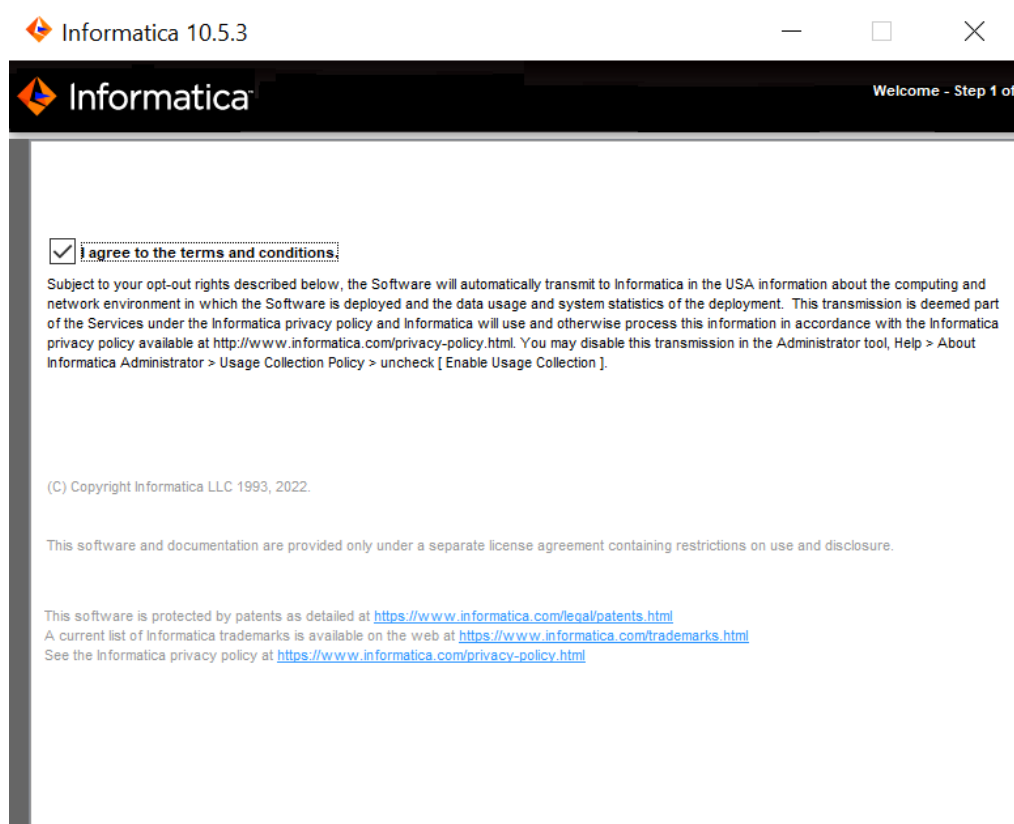 Informatica 10.5.3
Informatica™
Welcome - Step 1 of
I agree to the terms and conditions.
Subject to your opt-out rights described below, the Software will automatically transmit to Informatica in the USA information about the computing and
network environment in which the Software is deployed and the data usage and system statistics of the deployment.  This transmission is deemed part
of the Services under the Informatica privacy policy and Informatica will use and otherwise process this information in accordance with the Informatica
privacy policy available at http://www.informatica.com/privacy-policy.html. You may disable this transmission in the Administrator tool, Help > About
Informatica Administrator > Usage Collection Policy > uncheck [ Enable Usage Collection ].
(C) Copyright Informatica LLC 1993, 2022.
This software and documentation are provided only under a separate license agreement containing restrictions on use and disclosure.
This software is protected by patents as detailed at https://www.informatica.com/legal/patents.html
A current list of Informatica trademarks is available on the web at https://www.informatica.com/trademarks.html
See the Informatica privacy policy at https://www.informatica.com/privacy-policy.html